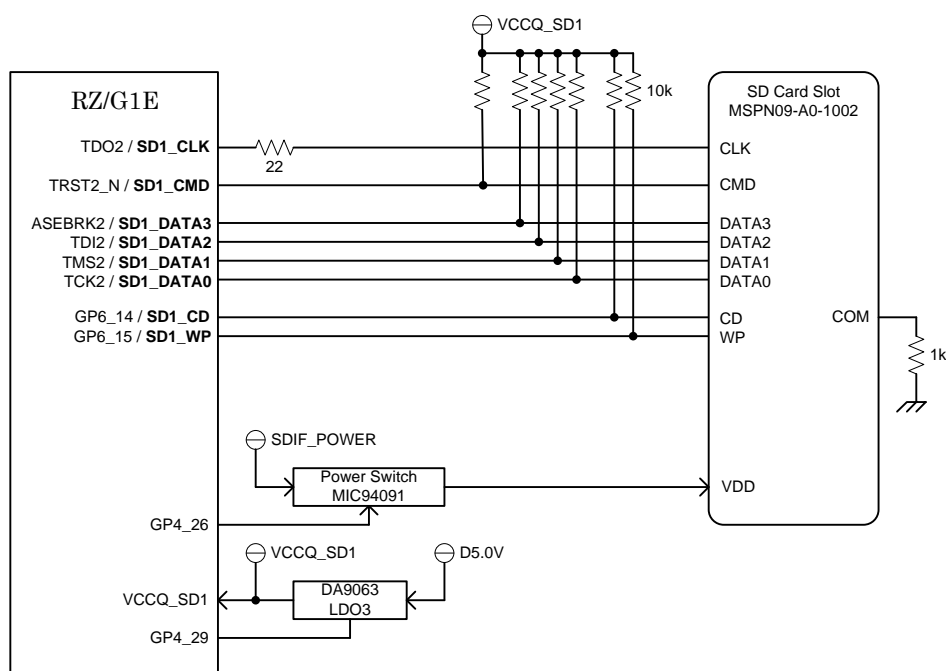 VCCQ_SD1
RZ/G1E
10k
SD Card Slot
MSPN09-A0-1002
TDO2 / SD1_CLK
22
CLK
TRST2_N / SD1_CMD
CMD
ASEBRK2 / SD1_DATA3
DATA3
TDI2 / SD1_DATA2
DATA2
TMS2 / SD1_DATA1
DATA1
TCK2 / SD1_DATA0
DATA0
GP6_14 / SD1_CD
CD
COM
GP6_15 / SD1_WP
WP
1k
SDIF_POWER
Power Switch
MIC94091
VDD
GP4_26
VCCQ_SD1
D5.0V
DA9063
LDO3
VCCQ_SD1
GP4_29